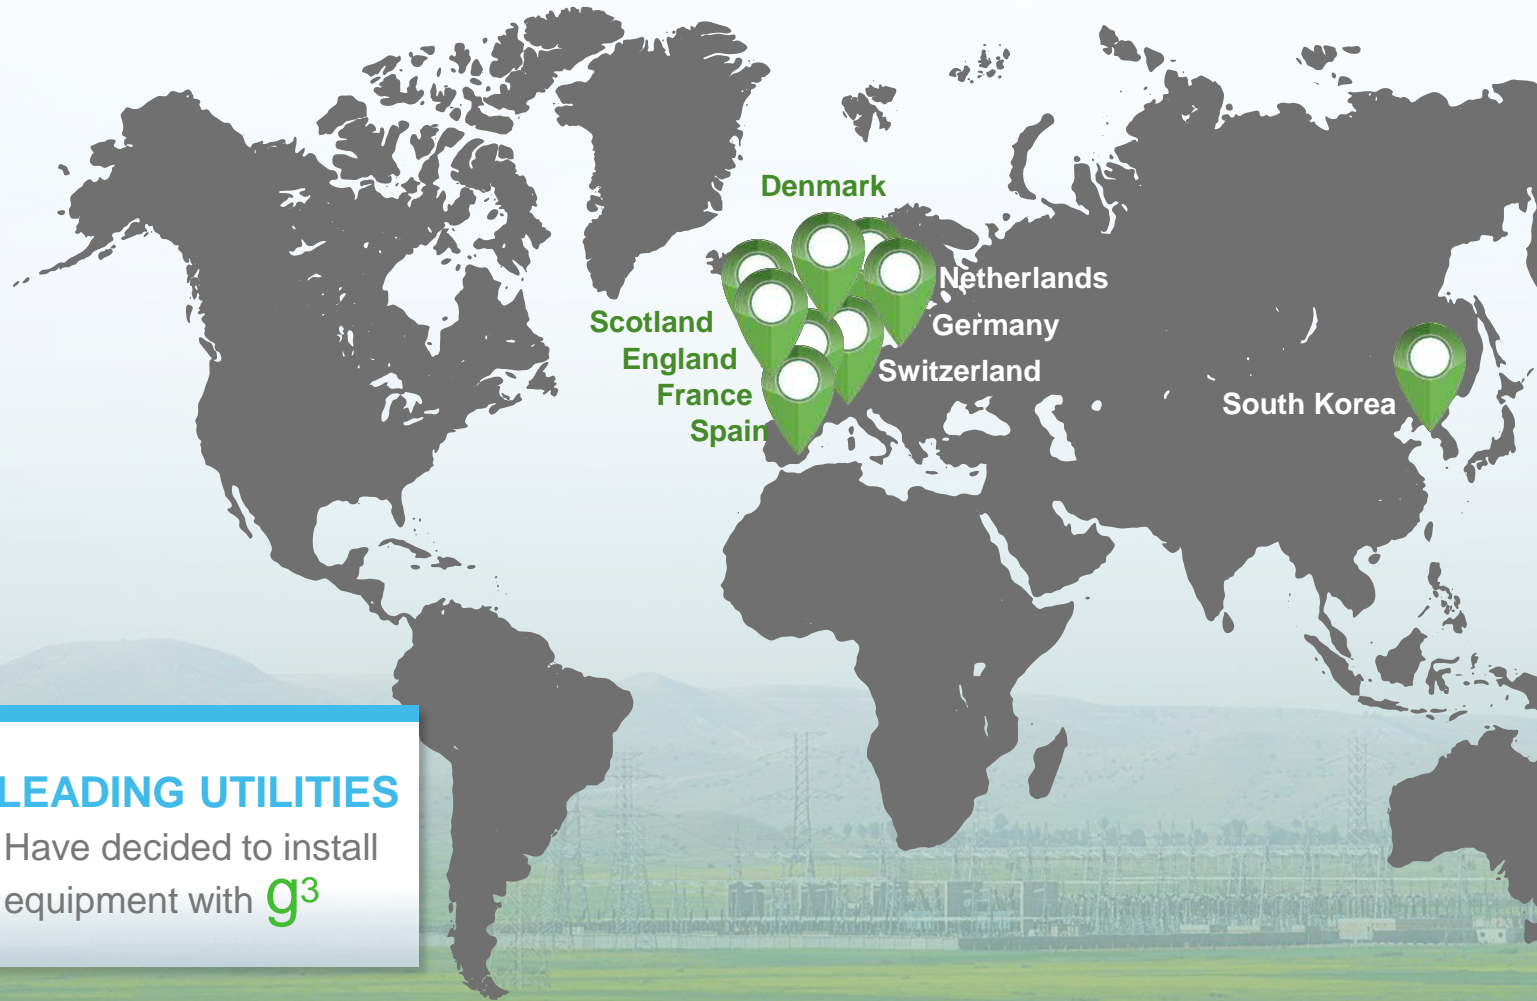 Denmark
Netherlands
Scotland
Germany
England
Switzerland
France
South Korea
Spain
LEADING UTILITIES
Have decided to install
equipment with g³